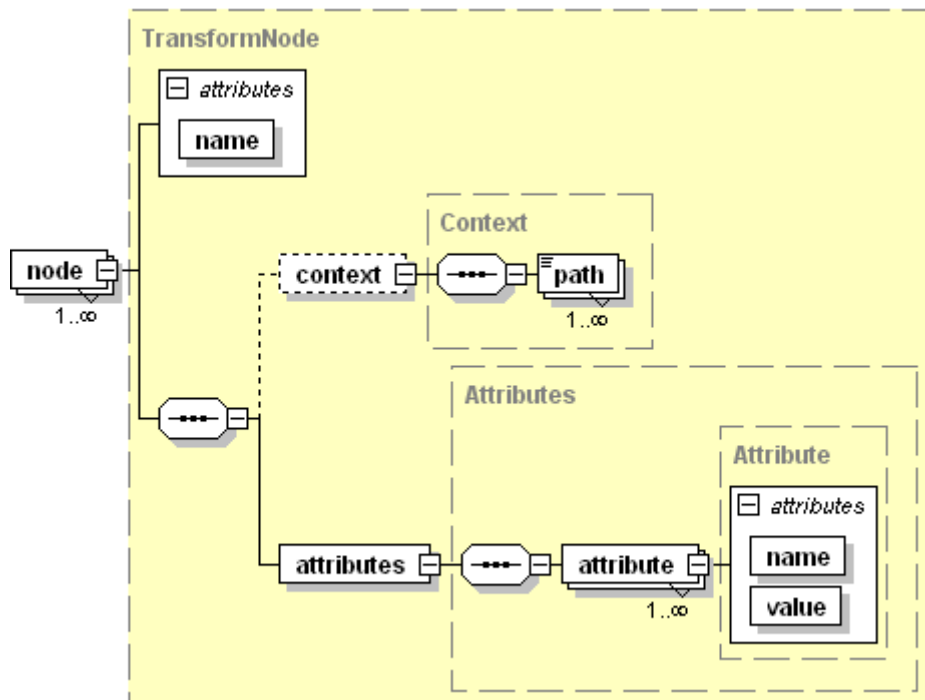 TransformNode
attributes
name
Context
node
context
path
1..∞
1..∞
Attributes
Attribute
attributes
name
attributes
attribute
value
1..∞